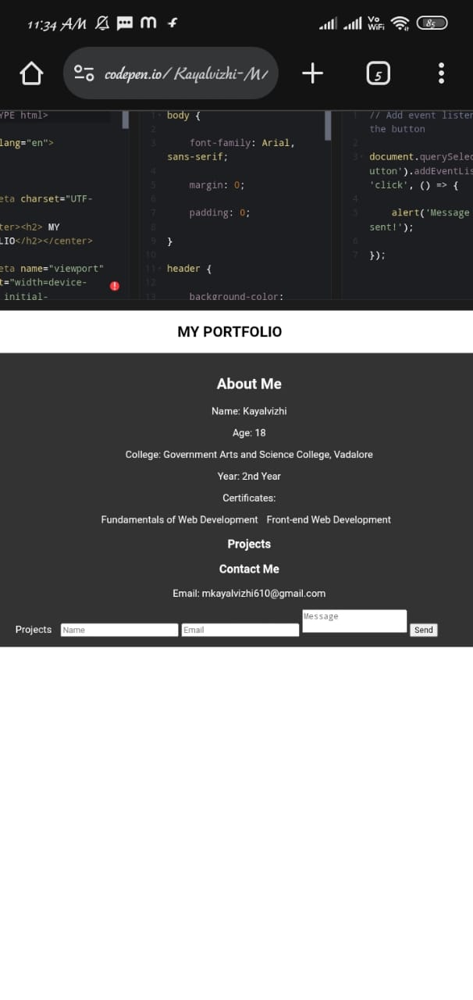 11:34 AM
Vo WiFi
85
codepen.io/ Kayalvizhi-M/
5
YPE html>
lang="en">
eta charset="UTF-
ter><h2> MY
LIO</h2></center>
eta name="viewport"
t="width=device-
initial-
1 body {
2
3 font-family: Arial,
sans-serif;
4
5 margin: 0;
6
7 padding: 0;
8
9 }
10
11 header {
12
13 background-color:
1 // Add event listen
the button
2
3 document.querySelec
utton').addEventLis
'click', () => {
4
5 alert('Message
sent!');
6
7 });
MY PORTFOLIO
About Me
Name: Kayalvizhi
Age: 18
College: Government Arts and Science College, Vadalore
Year: 2nd Year
Certificates:
Fundamentals of Web Development Front-end Web Development
Projects
Contact Me
Email: mkayalvizhi610@gmail.com
Projects Name Email Message Send